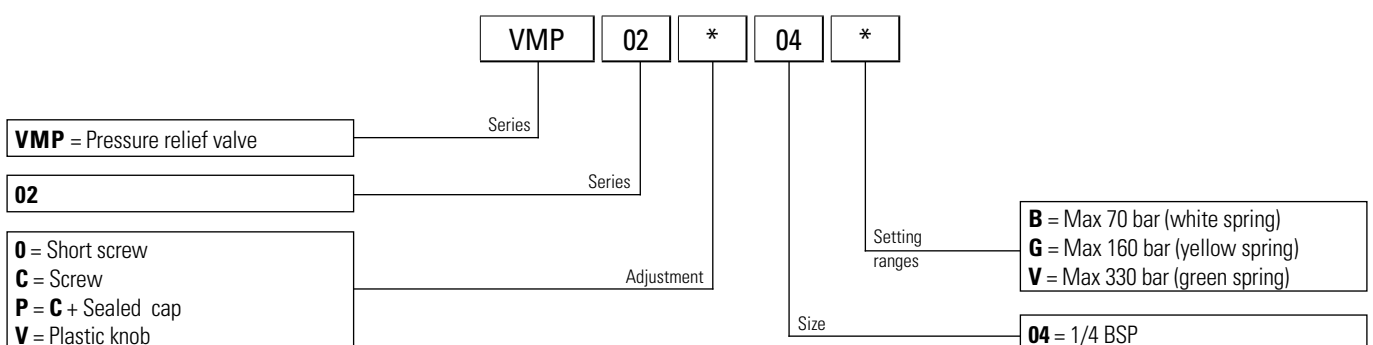 VMP 02 * 04 *
Series
VMP = Pressure relief valve
Series
02
0 = Short screw
C = Screw
P = C + Sealed cap
V = Plastic knob
Adjustment
Setting
ranges
B = Max 70 bar (white spring)
G = Max 160 bar (yellow spring)
V = Max 330 bar (green spring)
Size
04 = 1/4 BSP